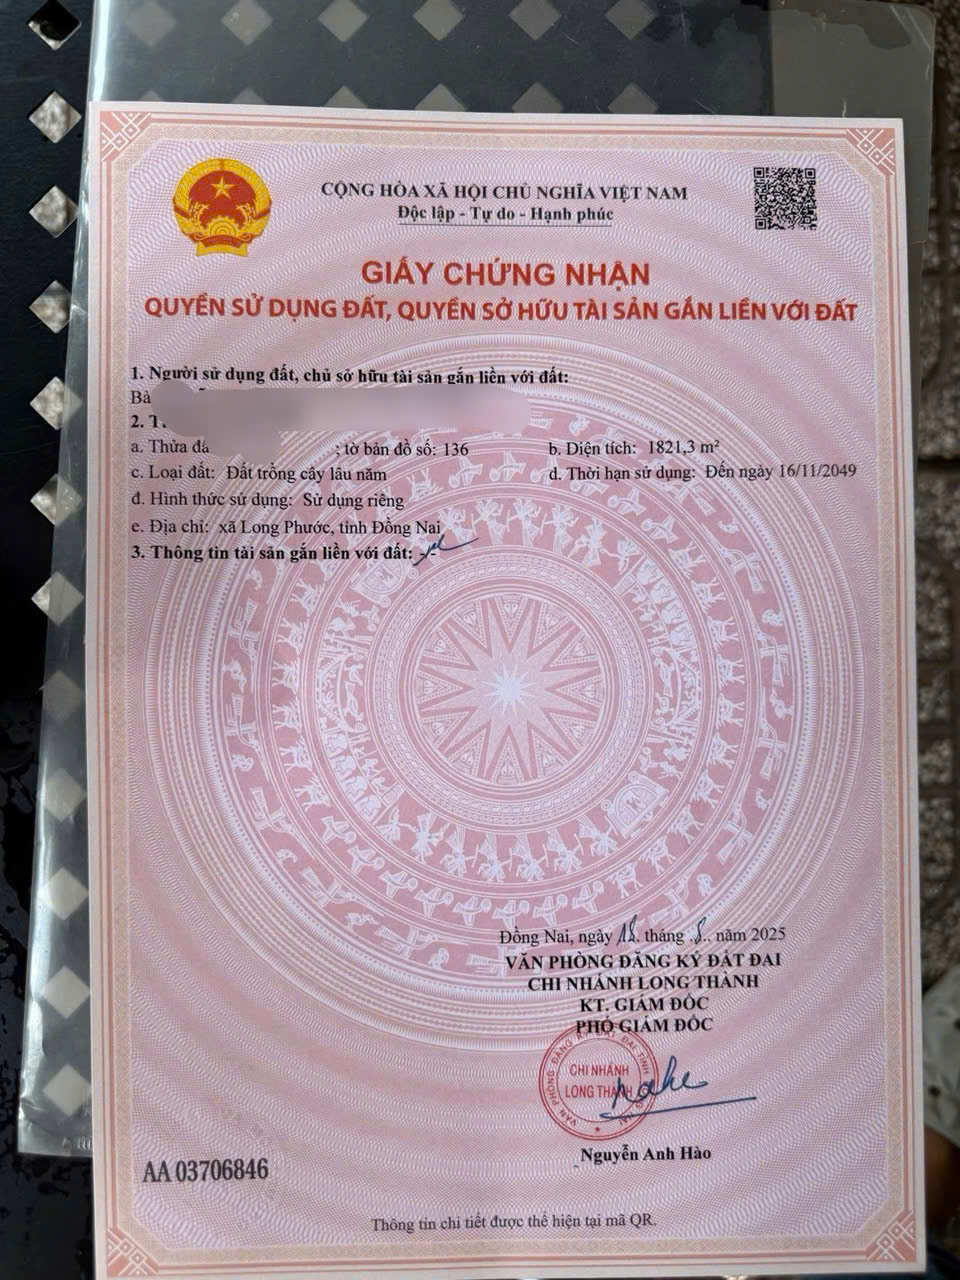 CỘNG HÒA XÃ HỘI CHỦ NGHĨA VIỆT NAM
Độc lập - Tự do - Hạnh phúc
GIẤY CHỨNG NHẬN
QUYỀN SỬ DỤNG ĐẤT, QUYỀN SỞ HỮU TÀI SẢN GẮN LIỀN VỚI ĐẤT
1. Người sử dụng đất, chủ sở hữu tài sản gắn liền với đất:
Bà
2.
a. Thửa ; tờ bản đồ số: 136 b. Diện tích: 1821,3 m²
c. Loại đất: Đất trồng cây lâu năm d. Thời hạn sử dụng: Đến ngày 16/11/2049
đ. Hình thức sử dụng: Sử dụng riêng
e. Địa chỉ: xã Long Phước, tỉnh Đồng Nai
3. Thông tin tài sản gắn liền với đất: -/-
Đồng Nai, ngày 18. tháng .8.. năm 2025
VĂN PHÒNG ĐĂNG KÝ ĐẤT ĐAI
CHI NHÁNH LONG THÀNH
KT. GIÁM ĐỐC
PHÓ GIÁM ĐỐC
CHI NHÁNH
LONG THÀNH
Nguyễn Anh Hào
AA 03706846
Thông tin chi tiết được thể hiện tại mã QR.